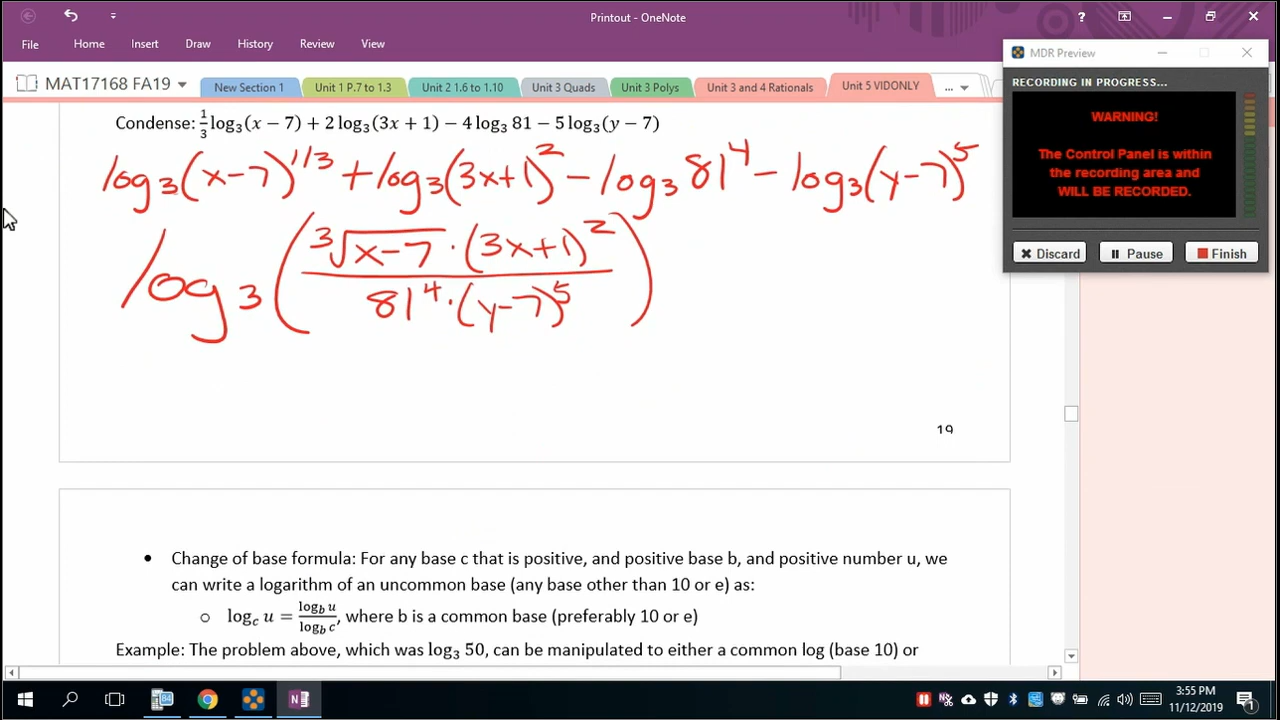 Printout - OneNote
File Home Insert Draw History Review View
MAT17168 FA19 New Section 1 Unit 1 P.7 to 1.3 Unit 2 1.6 to 1.10 Unit 3 Quads Unit 3 Polys Unit 3 and 4 Rationals Unit 5 VIDONLY ...
MDR Preview
RECORDING IN PROGRESS...
WARNING!
The Control Panel is within
the recording area and
WILL BE RECORDED.
Discard Pause Finish
Condense: 1/3 log₃(x − 7) + 2 log₃(3x + 1) − 4 log₃ 81 − 5 log₃(y − 7)
log₃(x−7)^1/3 + log₃(3x+1)² − log₃ 81⁴ − log₃(y−7)⁵
log₃(∛x−7 · (3x+1)² / 81⁴ · (y−7)⁵)
19
• Change of base formula: For any base c that is positive, and positive base b, and positive number u, we
can write a logarithm of an uncommon base (any base other than 10 or e) as:
○ log_c u = log_b u / log_b c, where b is a common base (preferably 10 or e)
Example: The problem above, which was log₃ 50, can be manipulated to either a common log (base 10) or
3:55 PM
11/12/2019
1